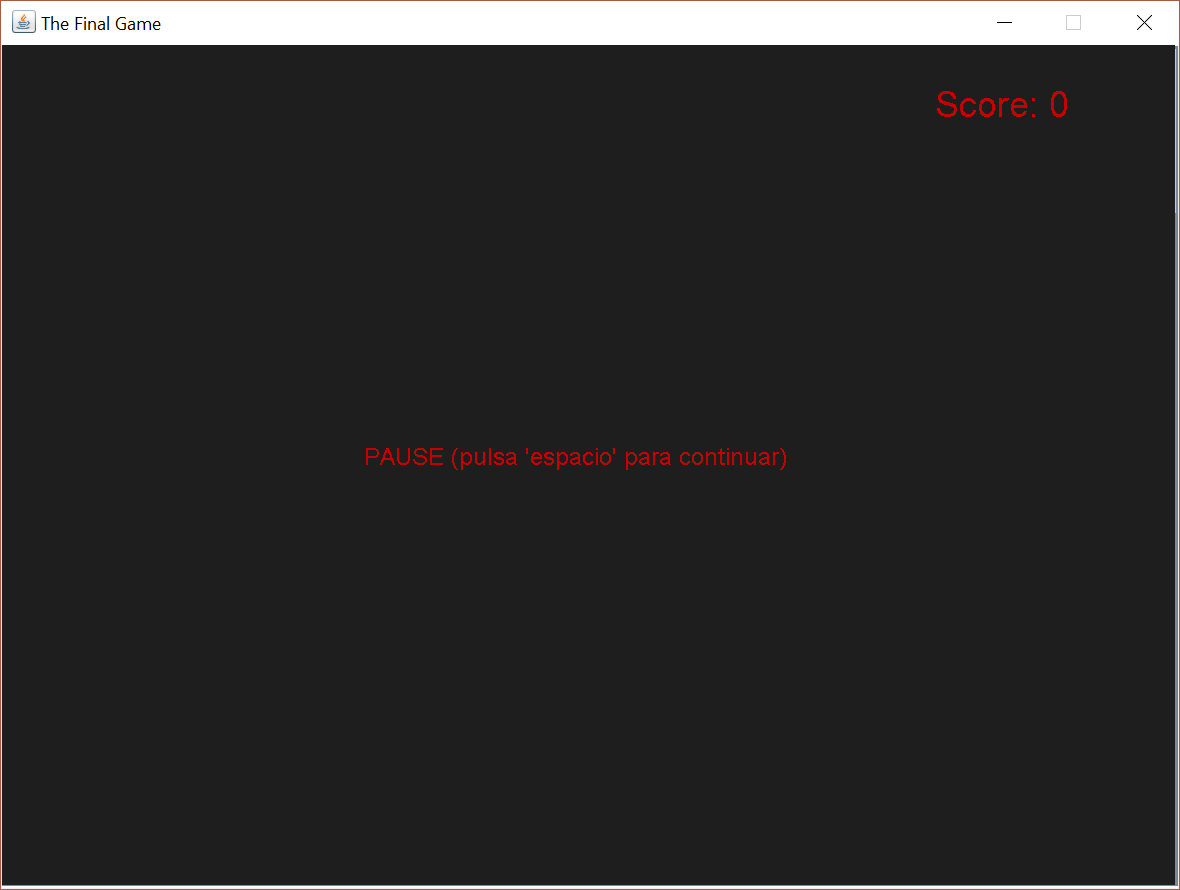 The Final Game
Score: 0
PAUSE (pulsa 'espacio' para continuar)